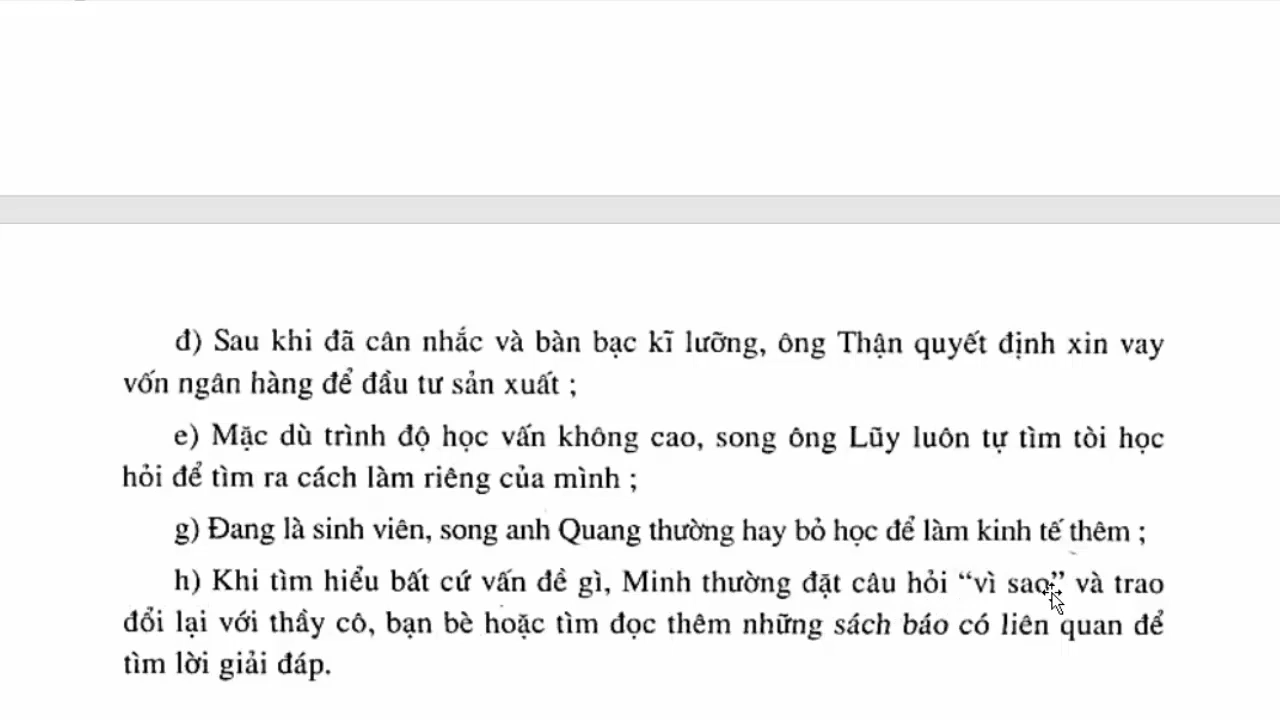 đ) Sau khi đã cân nhắc và bàn bạc kĩ lưỡng, ông Thận quyết định xin vay
vốn ngân hàng để đầu tư sản xuất ;
e) Mặc dù trình độ học vấn không cao, song ông Lũy luôn tự tìm tòi học
hỏi để tìm ra cách làm riêng của mình ;
g) Đang là sinh viên, song anh Quang thường hay bỏ học để làm kinh tế thêm ;
h) Khi tìm hiểu bất cứ vấn đề gì, Minh thường đặt câu hỏi “vì sao” và trao
đổi lại với thầy cô, bạn bè hoặc tìm đọc thêm những sách báo có liên quan để
tìm lời giải đáp.